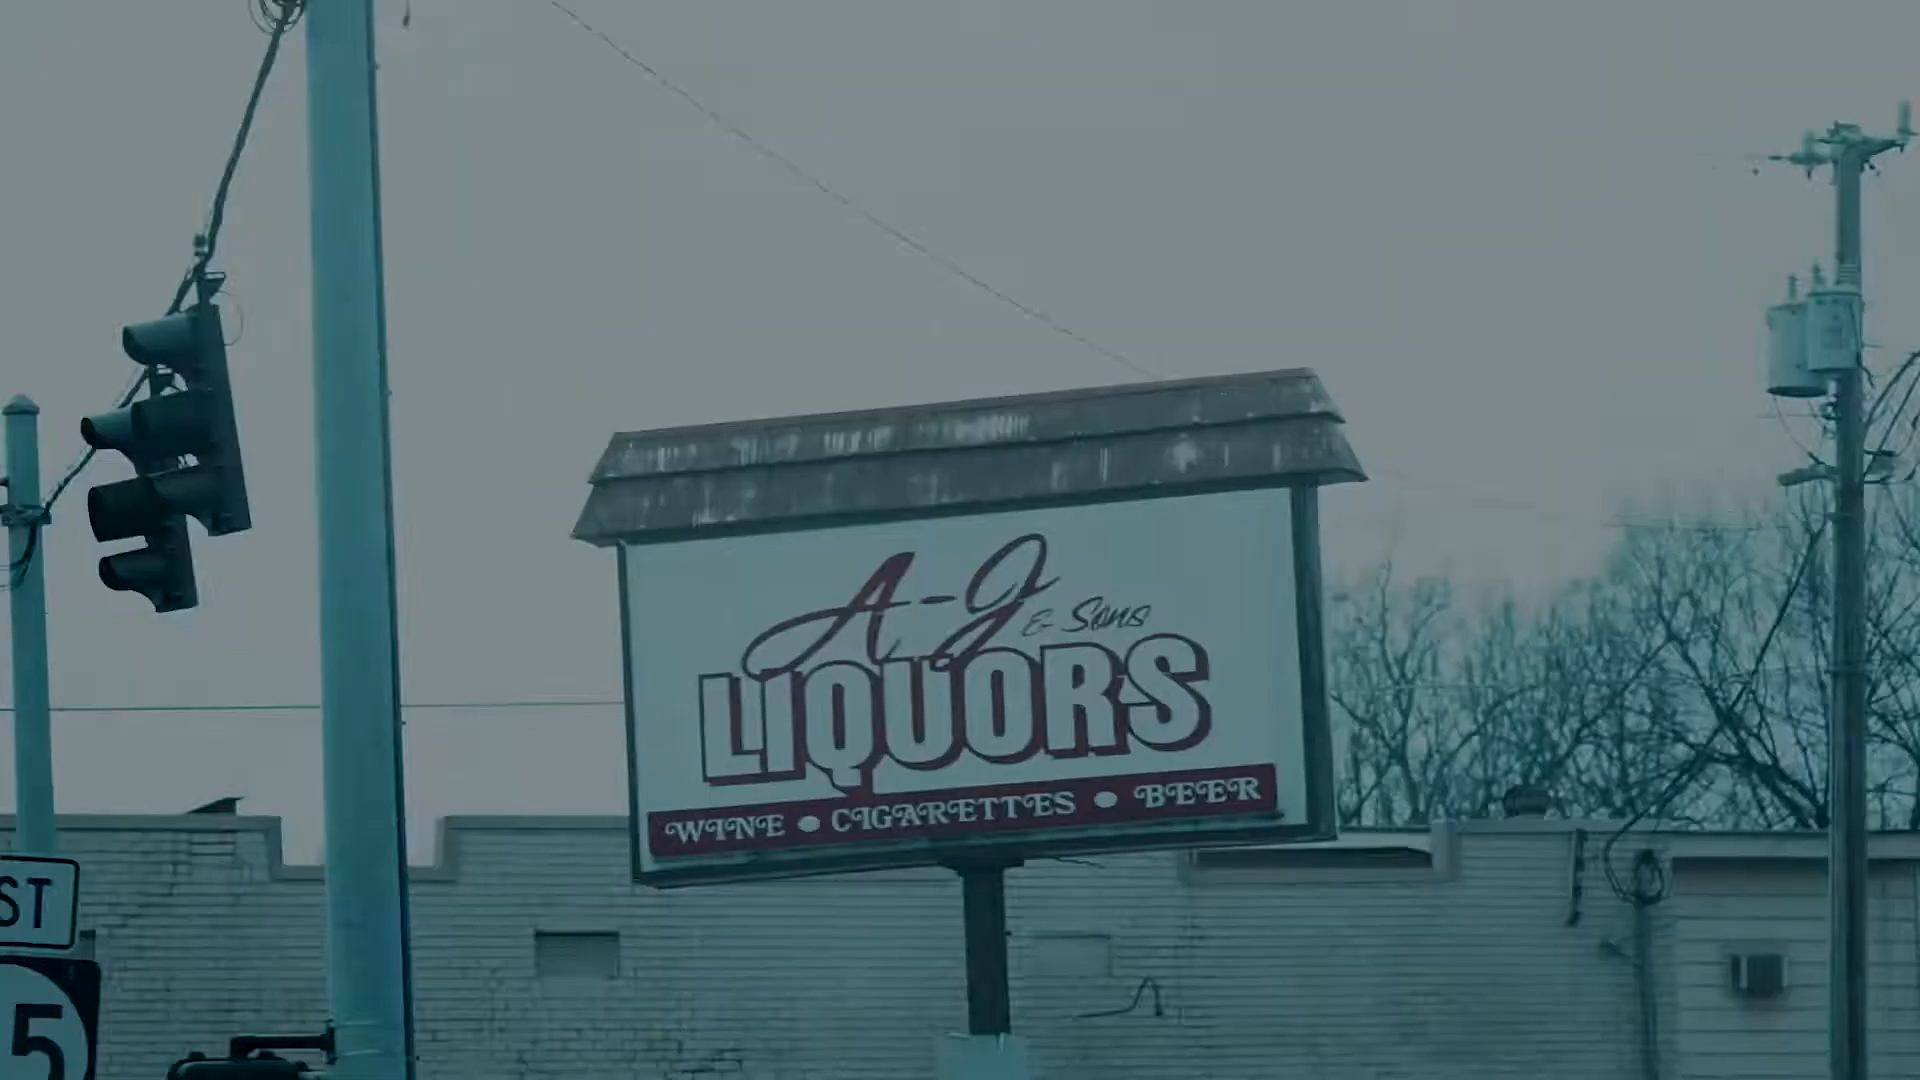 A-J
& Sons
LIQUORS
WINE • CIGARETTES • BEER
ST
5